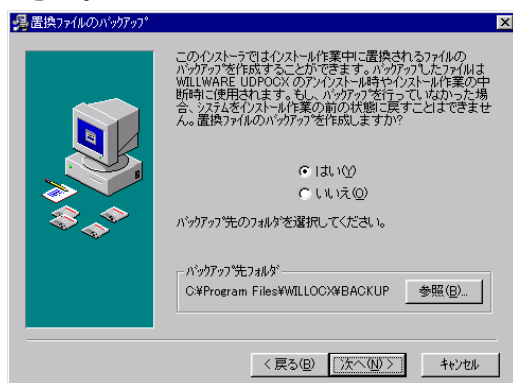 置換ファイルのバックアップ
このインストーラではインストール作業中に置換されるファイルの
バックアップを作成することができます。バックアップしたファイルは
WILLWARE UDPOCX のアンインストール時やインストール作業の中
断時に使用されます。もし、バックアップを行っていなかった場
合、システムをインストール作業の前の状態に戻すことはできませ
ん。置換ファイルのバックアップを作成しますか?
はい(Y)
いいえ(O)
バックアップ先のフォルダを選択してください。
バックアップ先フォルダ
C:¥Program Files¥WILLOCX¥BACKUP
参照(B)...
< 戻る(B)
次へ(N) >
キャンセル